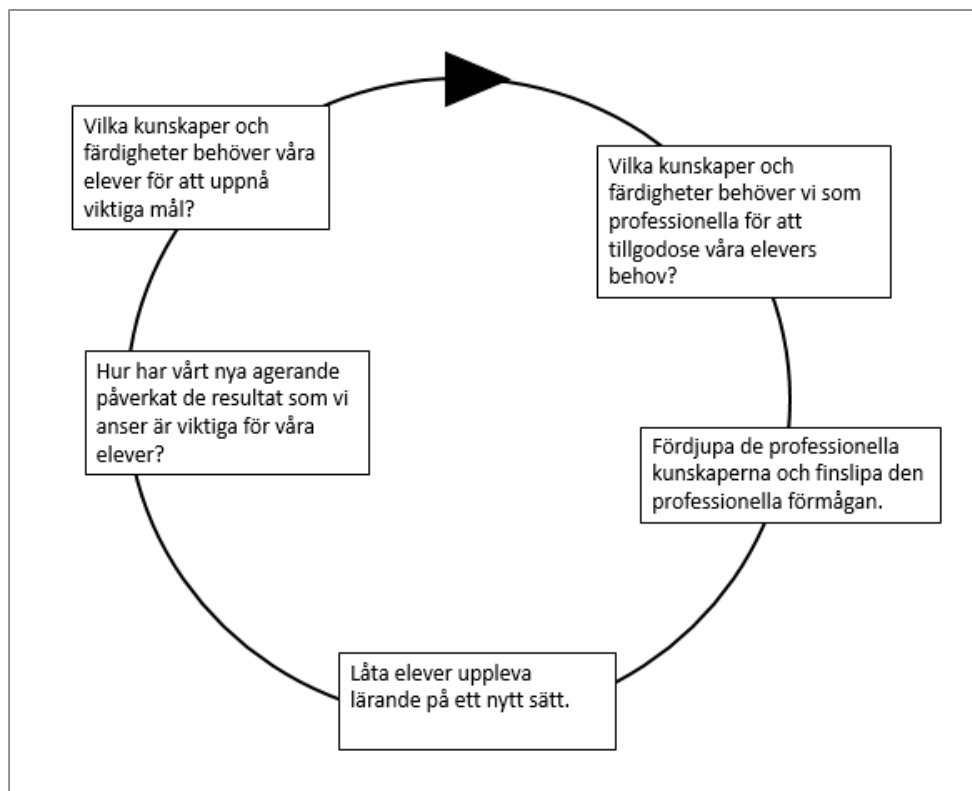 Vilka kunskaper och
färdigheter behöver våra
elever för att uppnå
viktiga mål?
Vilka kunskaper och
färdigheter behöver vi som
professionella för att
tillgodose våra elevers
behov?
Fördjupa de professionella
kunskaperna och finslipa den
professionella förmågan.
Låta elever uppleva
lärande på ett nytt sätt.
Hur har vårt nya agerande
påverkat de resultat som vi
anser är viktiga för våra
elever?